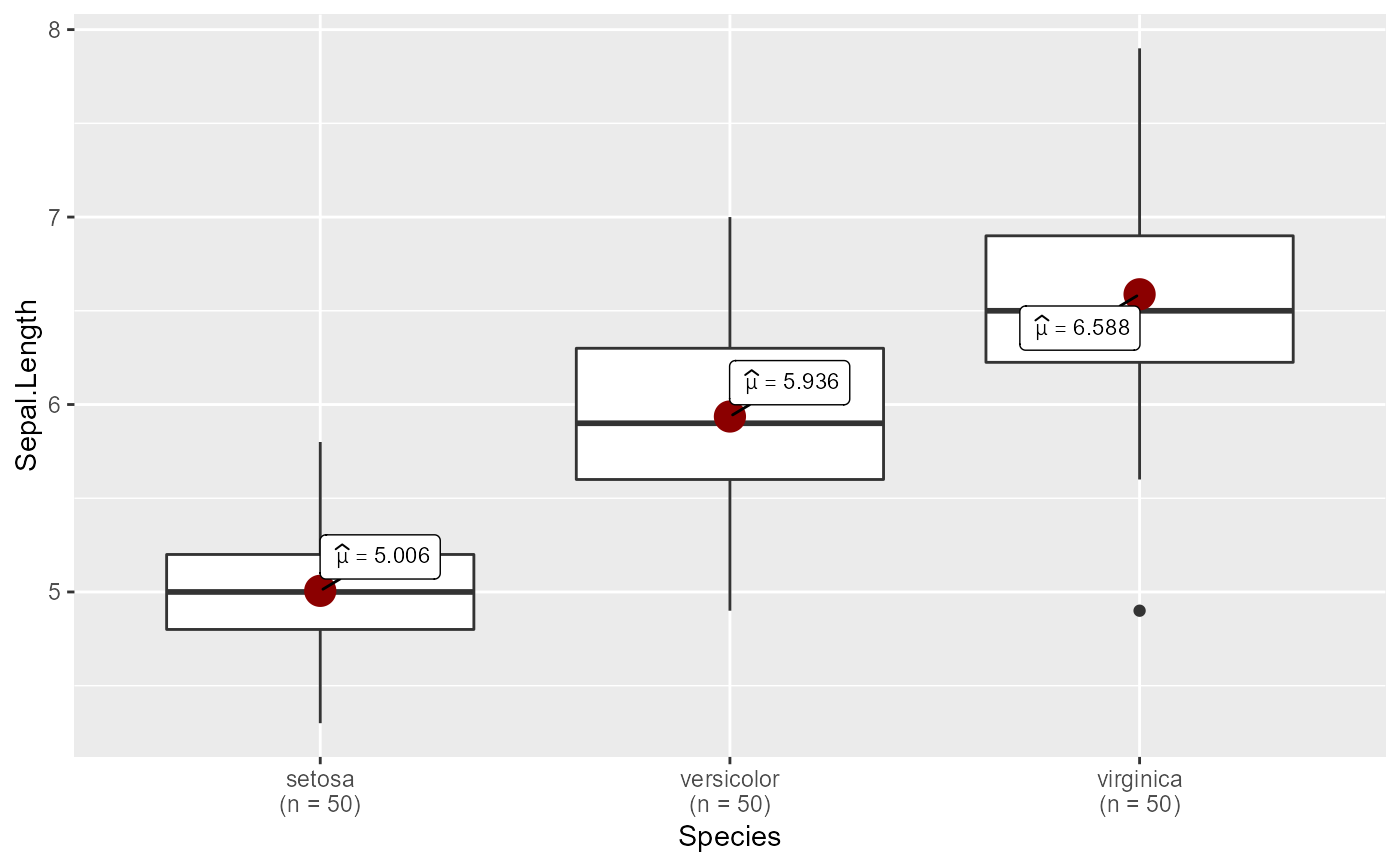 8
7
6
5
Sepal.Length
μ̂ = 5.006
μ̂ = 5.936
μ̂ = 6.588
setosa
(n = 50)
versicolor
(n = 50)
virginica
(n = 50)
Species